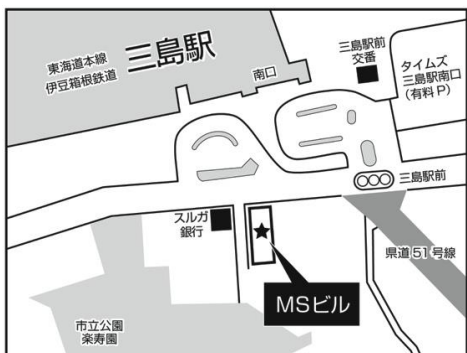 東海道本線
伊豆箱根鉄道
三島駅
南口
三島駅前
交番
タイムズ
三島駅南口
(有料P)
三島駅前
スルガ
銀行
県道51号線
MSビル
市立公園
楽寿園